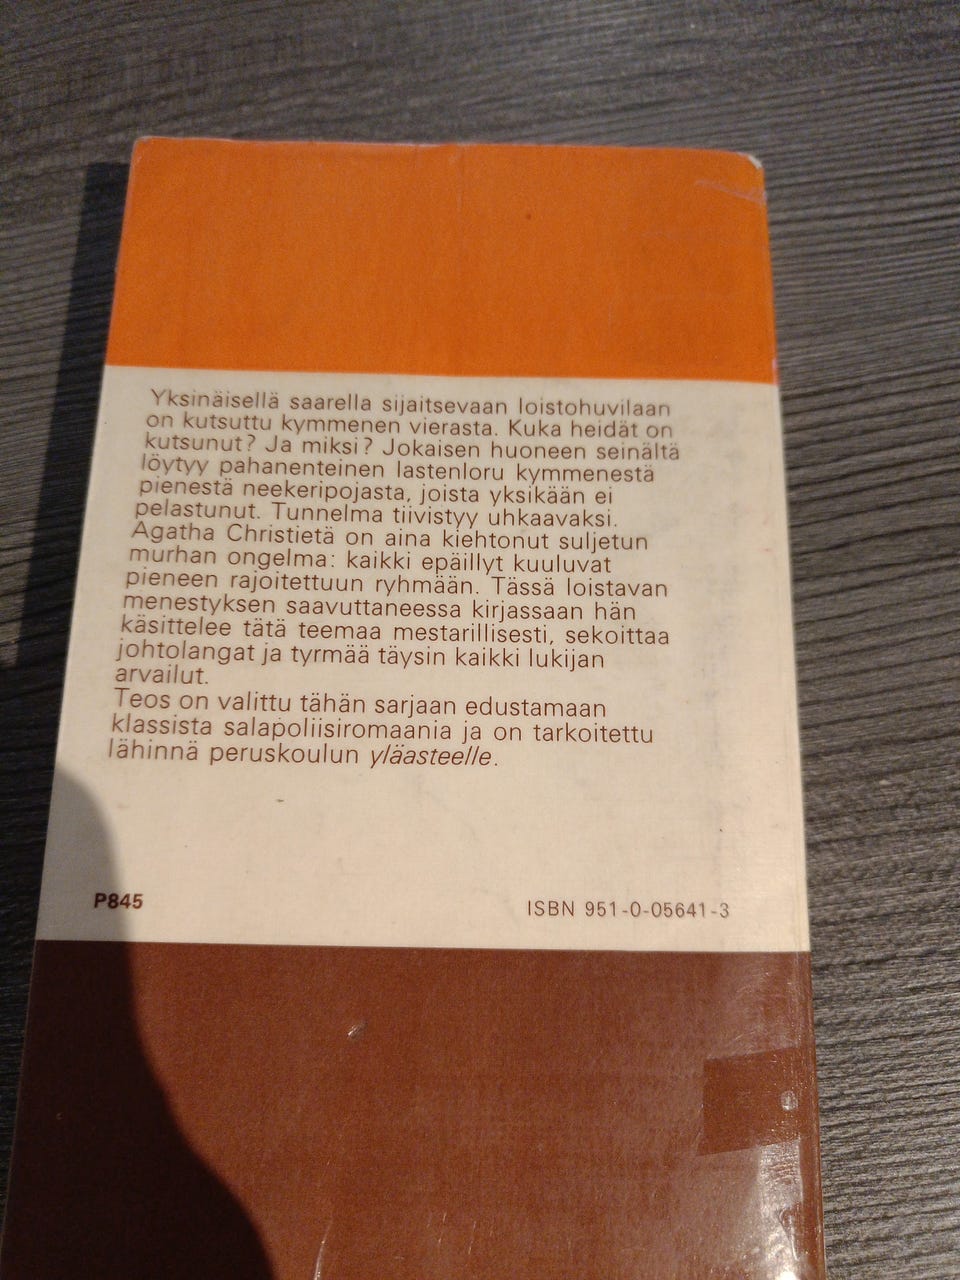 Yksinäisellä saarella sijaitsevaan loistohuvilaan
on kutsuttu kymmenen vierasta. Kuka heidät on
kutsunut? Ja miksi? Jokaisen huoneen seinältä
löytyy pahanenteinen lastenloru kymmenestä
pienestä neekeripojasta, joista yksikään ei
pelastunut. Tunnelma tiivistyy uhkaavaksi.
Agatha Christietä on aina kiehtonut suljetun
murhan ongelma: kaikki epäillyt kuuluvat
pieneen rajoitettuun ryhmään. Tässä loistavan
menestyksen saavuttaneessa kirjassaan hän
käsittelee tätä teemaa mestarillisesti, sekoittaa
johtolangat ja tyrmää täysin kaikki lukijan
arvailut.
Teos on valittu tähän sarjaan edustamaan
klassista salapoliisiromaania ja on tarkoitettu
lähinnä peruskoulun yläasteelle.
P845
ISBN 951-0-05641-3